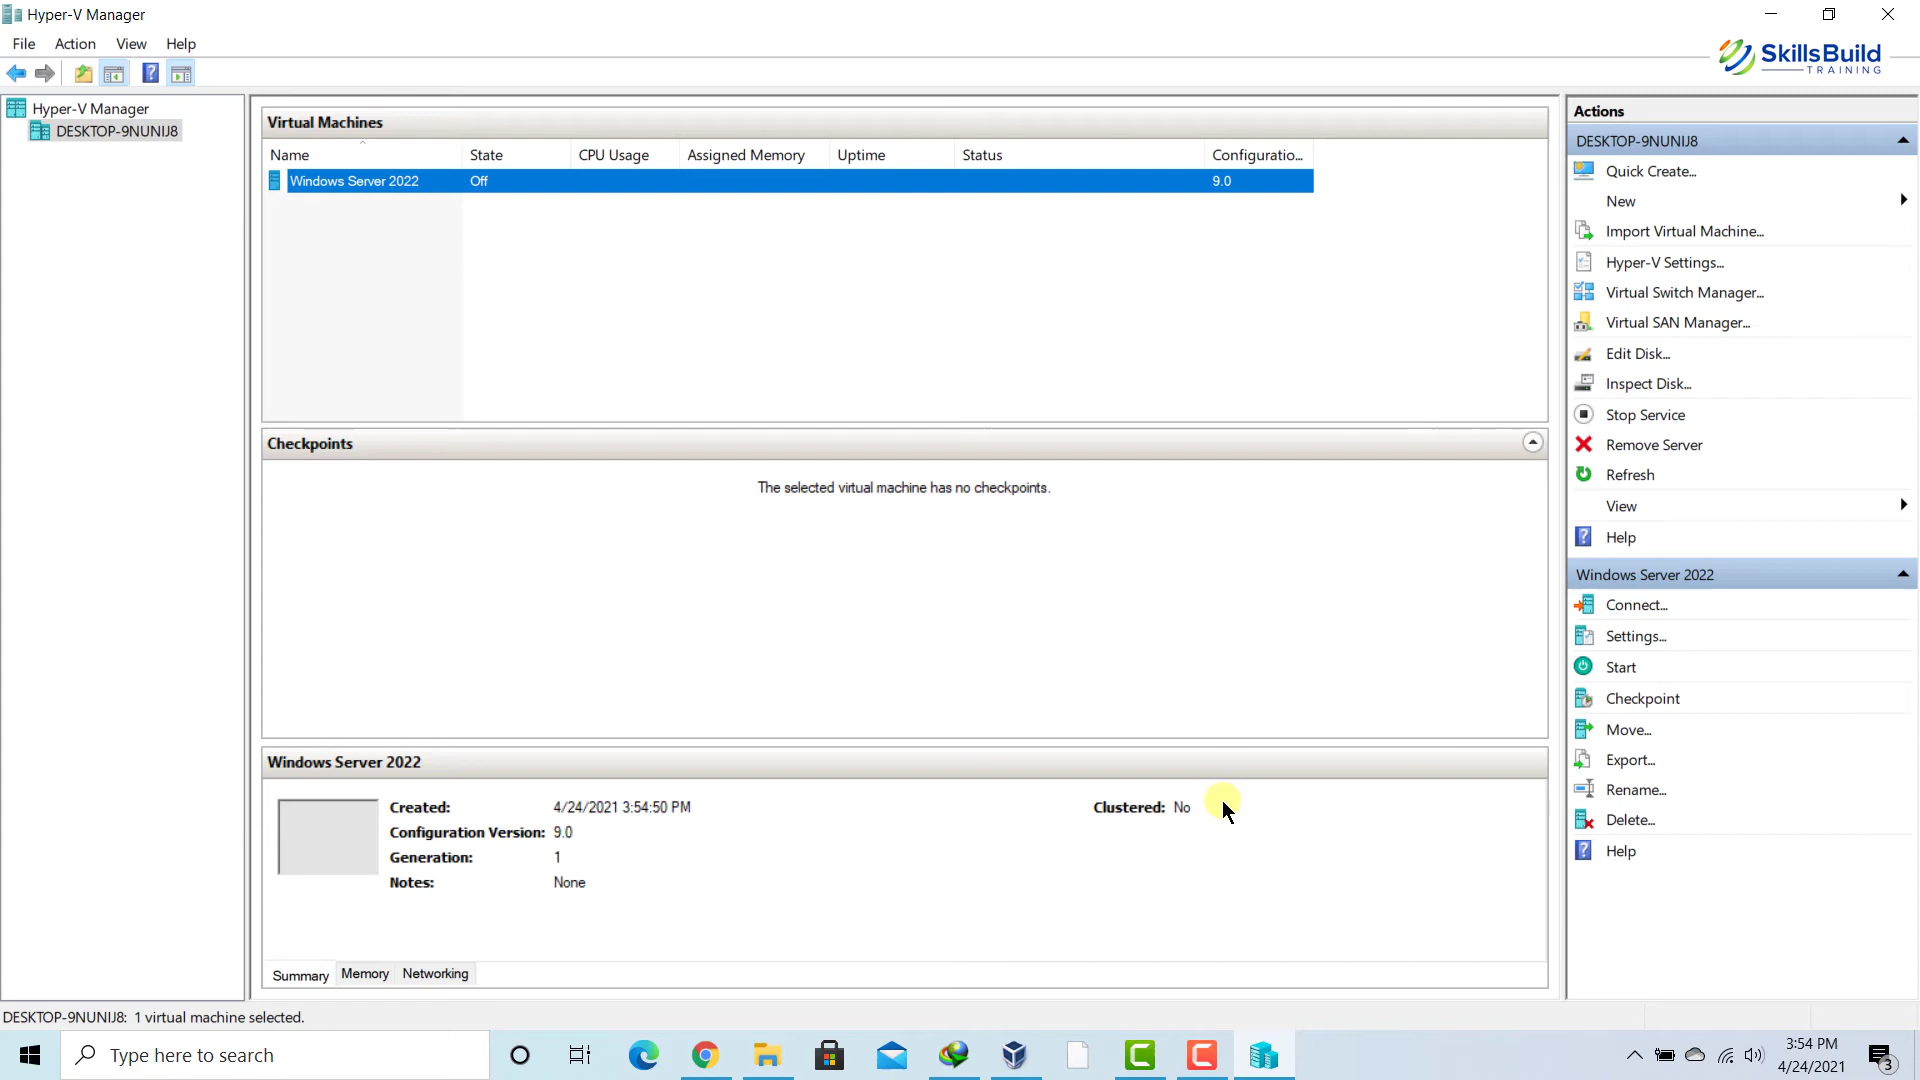 Hyper-V Manager
File Action View Help
SkillsBuild
TRAINING
Hyper-V Manager
DESKTOP-9NUNIJ8
Virtual Machines
Name State CPU Usage Assigned Memory Uptime Status Configuratio...
Windows Server 2022 Off 9.0
Checkpoints
The selected virtual machine has no checkpoints.
Windows Server 2022
Created: 4/24/2021 3:54:50 PM Clustered: No
Configuration Version: 9.0
Generation: 1
Notes: None
Summary Memory Networking
Actions
DESKTOP-9NUNIJ8
Quick Create...
New
Import Virtual Machine...
Hyper-V Settings...
Virtual Switch Manager...
Virtual SAN Manager...
Edit Disk...
Inspect Disk...
Stop Service
Remove Server
Refresh
View
Help
Windows Server 2022
Connect...
Settings...
Start
Checkpoint
Move...
Export...
Rename...
Delete...
Help
DESKTOP-9NUNIJ8: 1 virtual machine selected.
Type here to search
3:54 PM
4/24/2021
3